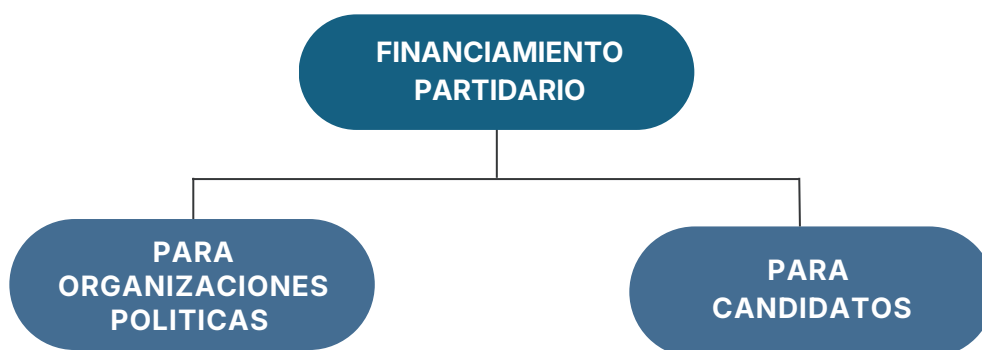 FINANCIAMIENTO
PARTIDARIO
PARA
ORGANIZACIONES
POLITICAS
PARA
CANDIDATOS